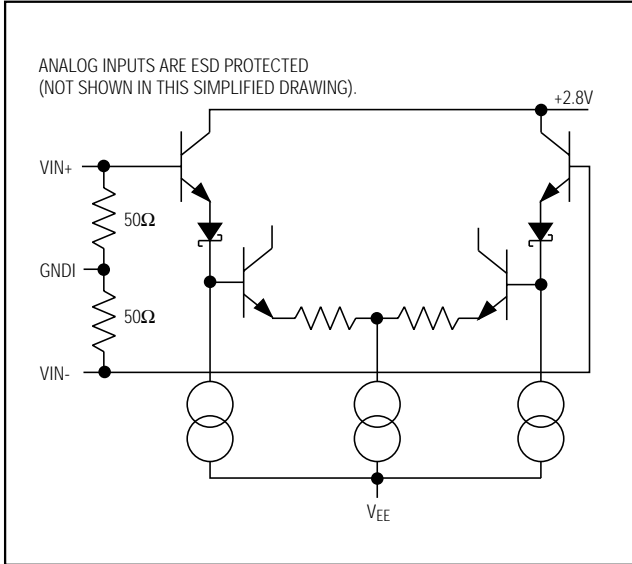 ANALOG INPUTS ARE ESD PROTECTED
(NOT SHOWN IN THIS SIMPLIFIED DRAWING).
+2.8V
VIN+
50Ω
GNDI
50Ω
VIN-
VEE